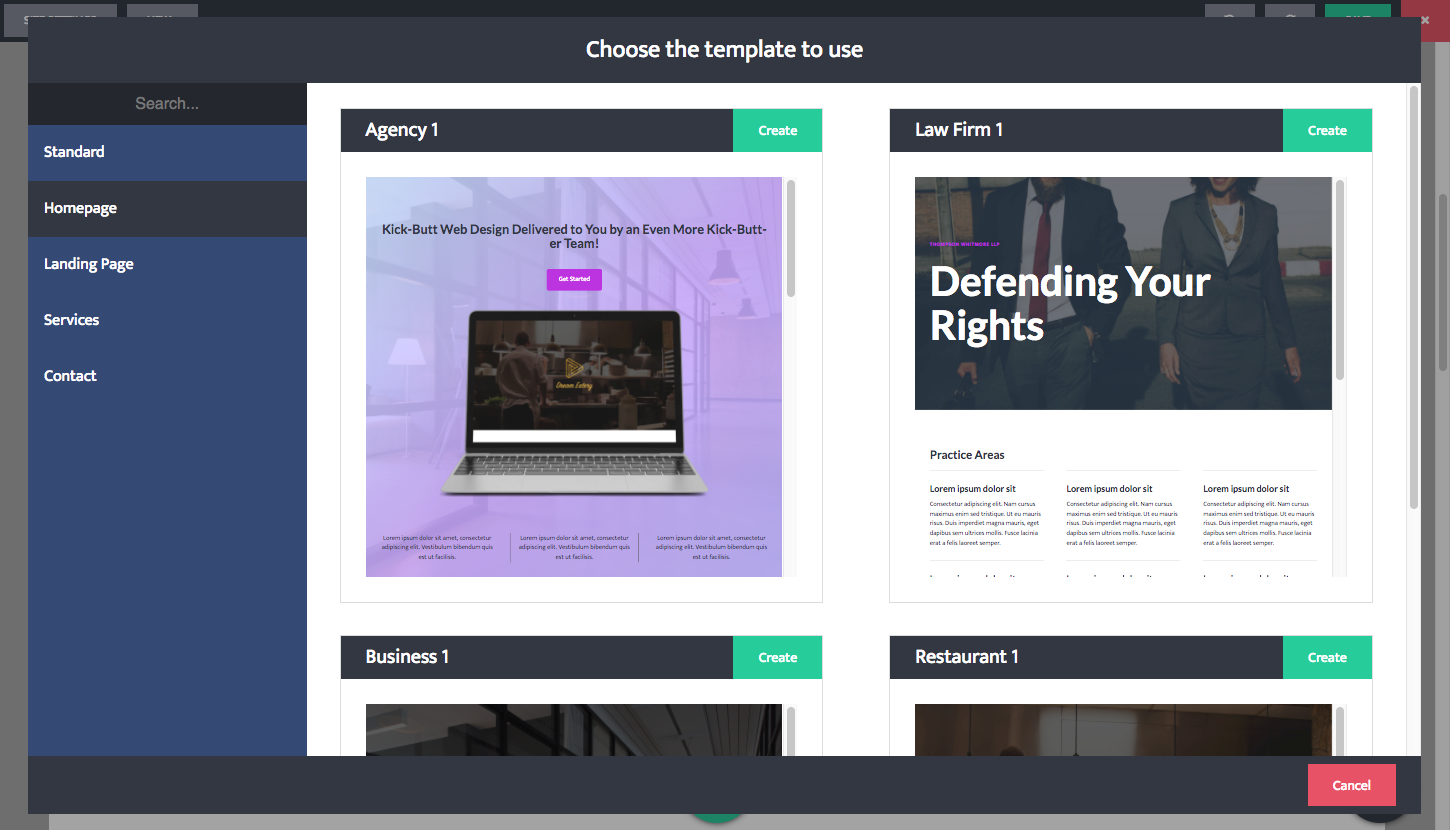 Choose the template to use
Search...
Standard
Homepage
Landing Page
Services
Contact
Agency 1
Create
Kick-Butt Web Design Delivered to You by an Even More Kick-Butt-
er Team!
Get Started
Dream Eatery
Lorem ipsum dolor sit amet, consectetur
adipiscing elit. Vestibulum bibendum quis
est ut facilisis.
Lorem ipsum dolor sit amet, consectetur
adipiscing elit. Vestibulum bibendum quis
est ut facilisis.
Lorem ipsum dolor sit amet, consectetur
adipiscing elit. Vestibulum bibendum quis
est ut facilisis.
Law Firm 1
Create
THOMPSON WHITMORE LLP
Defending Your
Rights
Practice Areas
Lorem ipsum dolor sit
Consectetur adipiscing elit. Nam cursus
maximus enim sed tristique. Ut eu mauris
risus. Duis imperdiet magna mauris, eget
dapibus sem ultrices mollis. Fusce lacinia
erat a felis laoreet semper.
Lorem ipsum dolor sit
Consectetur adipiscing elit. Nam cursus
maximus enim sed tristique. Ut eu mauris
risus. Duis imperdiet magna mauris, eget
dapibus sem ultrices mollis. Fusce lacinia
erat a felis laoreet semper.
Lorem ipsum dolor sit
Consectetur adipiscing elit. Nam cursus
maximus enim sed tristique. Ut eu mauris
risus. Duis imperdiet magna mauris, eget
dapibus sem ultrices mollis. Fusce lacinia
erat a felis laoreet semper.
Business 1
Create
Restaurant 1
Create
Cancel